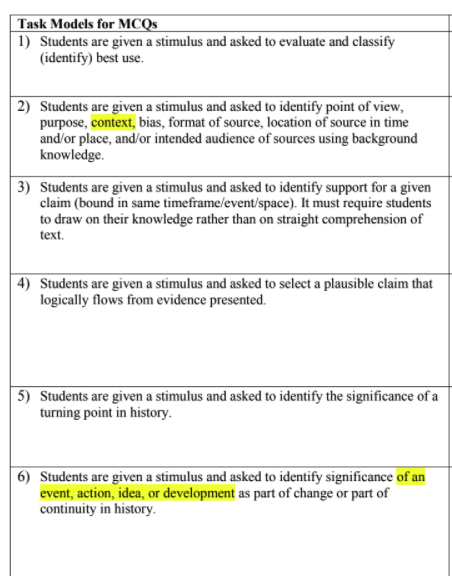 Task Models for MCQs
1) Students are given a stimulus and asked to evaluate and classify
(identify) best use.
2) Students are given a stimulus and asked to identify point of view,
purpose, context, bias, format of source, location of source in time
and/or place, and/or intended audience of sources using background
knowledge.
3) Students are given a stimulus and asked to identify support for a given
claim (bound in same timeframe/event/space). It must require students
to draw on their knowledge rather than on straight comprehension of
text.
4) Students are given a stimulus and asked to select a plausible claim that
logically flows from evidence presented.
5) Students are given a stimulus and asked to identify the significance of a
turning point in history.
6) Students are given a stimulus and asked to identify significance of an
event, action, idea, or development as part of change or part of
continuity in history.